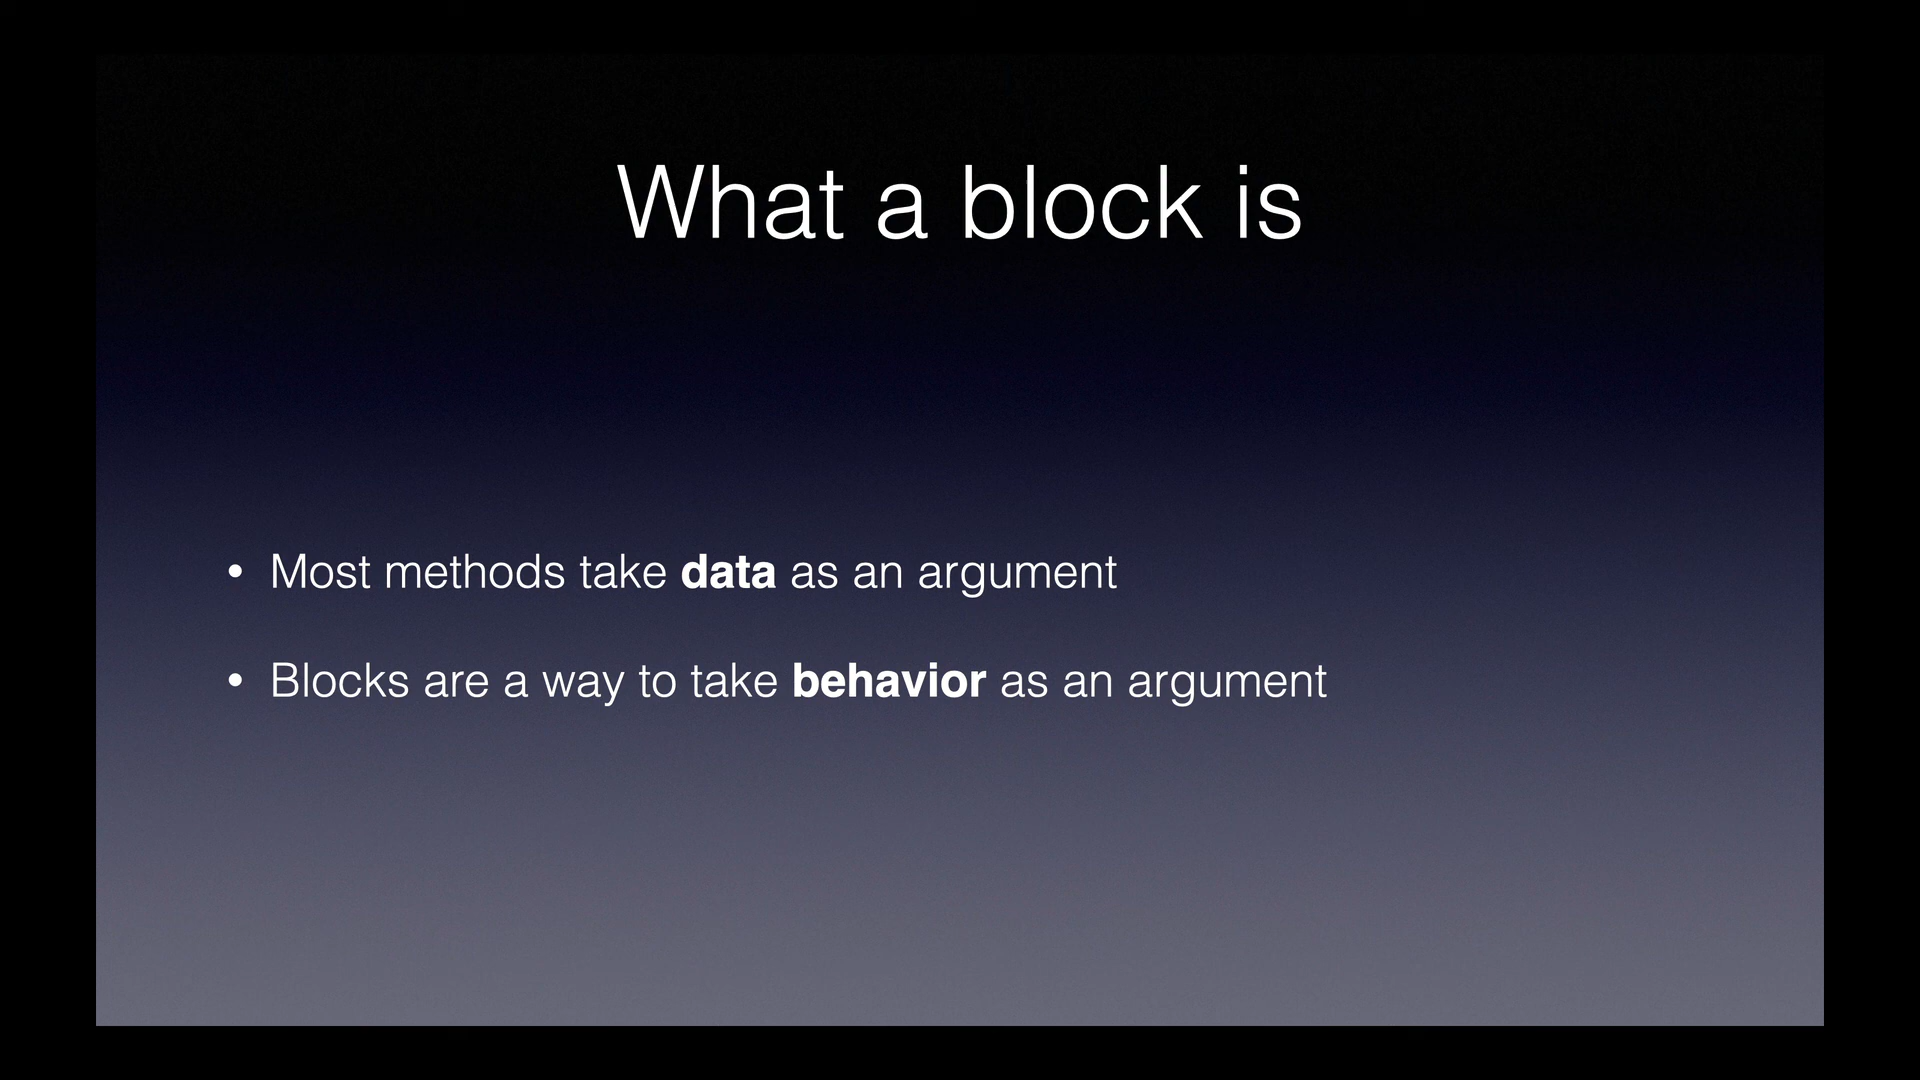 What a block is
• Most methods take data as an argument
• Blocks are a way to take behavior as an argument